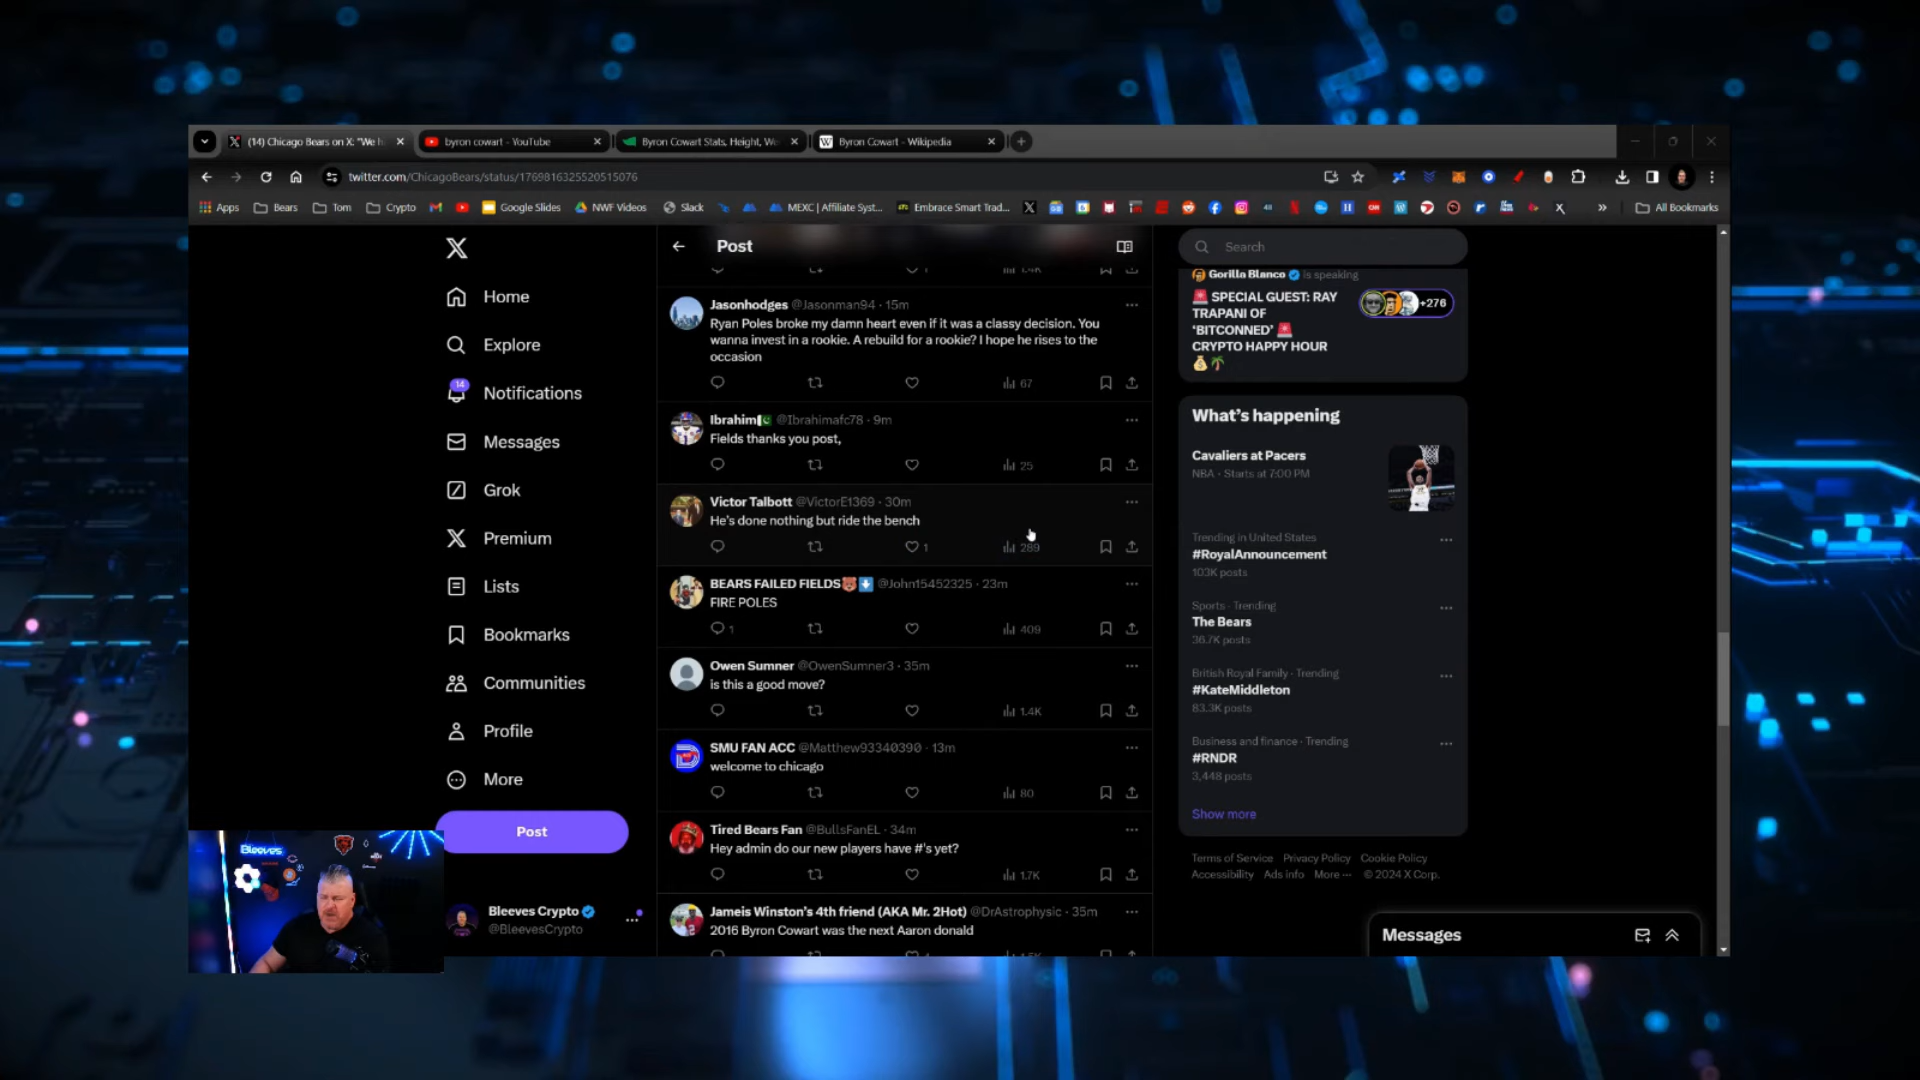 (14) Chicago Bears on X: "We h
byron cowart - YouTube
Byron Cowart Stats, Height, We
Byron Cowart - Wikipedia
twitter.com/ChicagoBears/status/1769816325520515076
Apps
Bears
Tom
Crypto
Google Slides
NWF Videos
Slack
MEXC | Affiliate Syst...
Embrace Smart Trad...
All Bookmarks
Home
Explore
14
Notifications
Messages
Grok
Premium
Lists
Bookmarks
Communities
Profile
More
Post
Bleeves Crypto
@BleevesCrypto
Bleeves
Post
1 1.4K
Jasonhodges @Jasonman94 · 15m
Ryan Poles broke my damn heart even if it was a classy decision. You
wanna invest in a rookie. A rebuild for a rookie? I hope he rises to the
occasion
67
Ibrahim @Ibrahimafc78 · 9m
Fields thanks you post,
25
Victor Talbott @VictorE1369 · 30m
He's done nothing but ride the bench
1 289
BEARS FAILED FIELDS @John15452325 · 23m
FIRE POLES
1 409
Owen Sumner @OwenSumner3 · 35m
is this a good move?
1.4K
SMU FAN ACC @Matthew93340390 · 13m
welcome to chicago
80
Tired Bears Fan @BullsFanEL · 34m
Hey admin do our new players have #'s yet?
1.7K
Jameis Winston's 4th friend (AKA Mr. 2Hot) @DrAstrophysic · 35m
2016 Byron Cowart was the next Aaron donald
Search
Gorilla Blanco is speaking
SPECIAL GUEST: RAY
TRAPANI OF
'BITCONNED'
CRYPTO HAPPY HOUR
+276
What's happening
Cavaliers at Pacers
NBA · Starts at 7:00 PM
Trending in United States
#RoyalAnnouncement
103K posts
Sports · Trending
The Bears
36.7K posts
British Royal Family · Trending
#KateMiddleton
83.3K posts
Business and finance · Trending
#RNDR
3,448 posts
Show more
Terms of Service Privacy Policy Cookie Policy
Accessibility Ads info More ··· © 2024 X Corp.
Messages